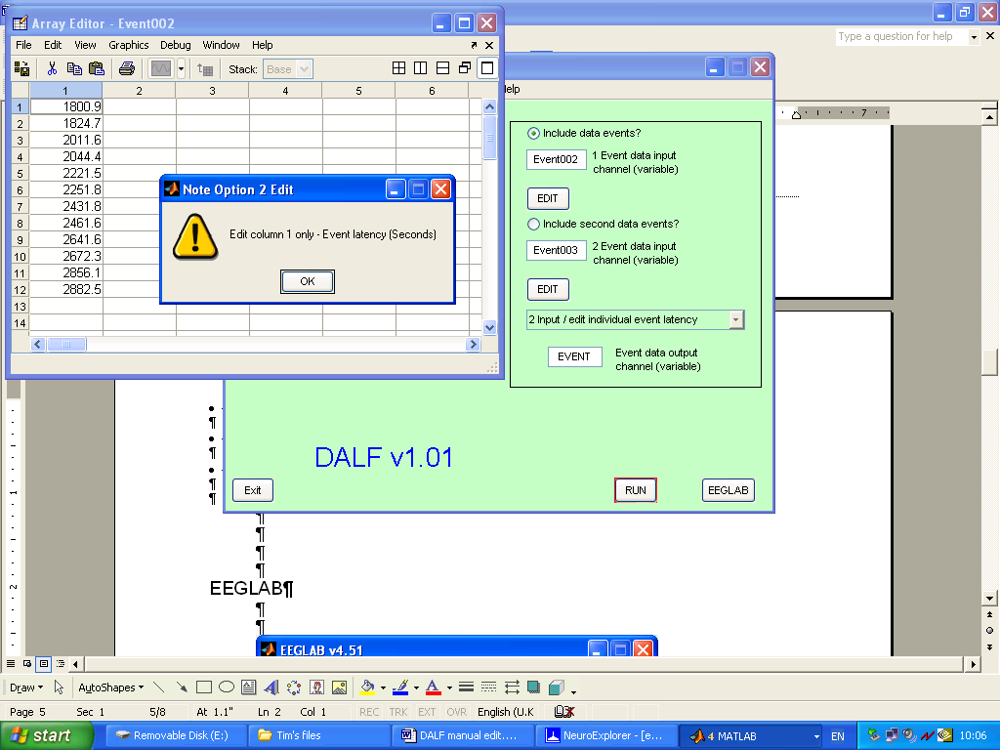 Array Editor - Event002
File Edit View Graphics Debug Window Help
Stack: Base
1 2 3 4 5 6
1 1800.9
2 1824.7
3 2011.6
4 2044.4
5 2221.5
6 2251.8
7 2431.8
8 2461.6
9 2641.6
10 2672.3
11 2856.1
12 2882.5
13
14
Note Option 2 Edit
Edit column 1 only - Event latency (Seconds)
OK
Type a question for help
elp
7
Include data events?
Event002
1 Event data input
channel (variable)
EDIT
Include second data events?
Event003
2 Event data input
channel (variable)
EDIT
2 Input / edit individual event latency
EVENT
Event data output
channel (variable)
DALF v1.01
Exit
RUN
EEGLAB
1
2
EEGLAB¶
EEGLAB v4.51
Draw AutoShapes
Page 5 Sec 1 5/8 At 1.1" Ln 2 Col 1 REC TRK EXT OVR English (U.K
start
Removable Disk (E:)
Tim's files
DALF manual edit....
NeuroExplorer - [e...
4 MATLAB
EN
10:06